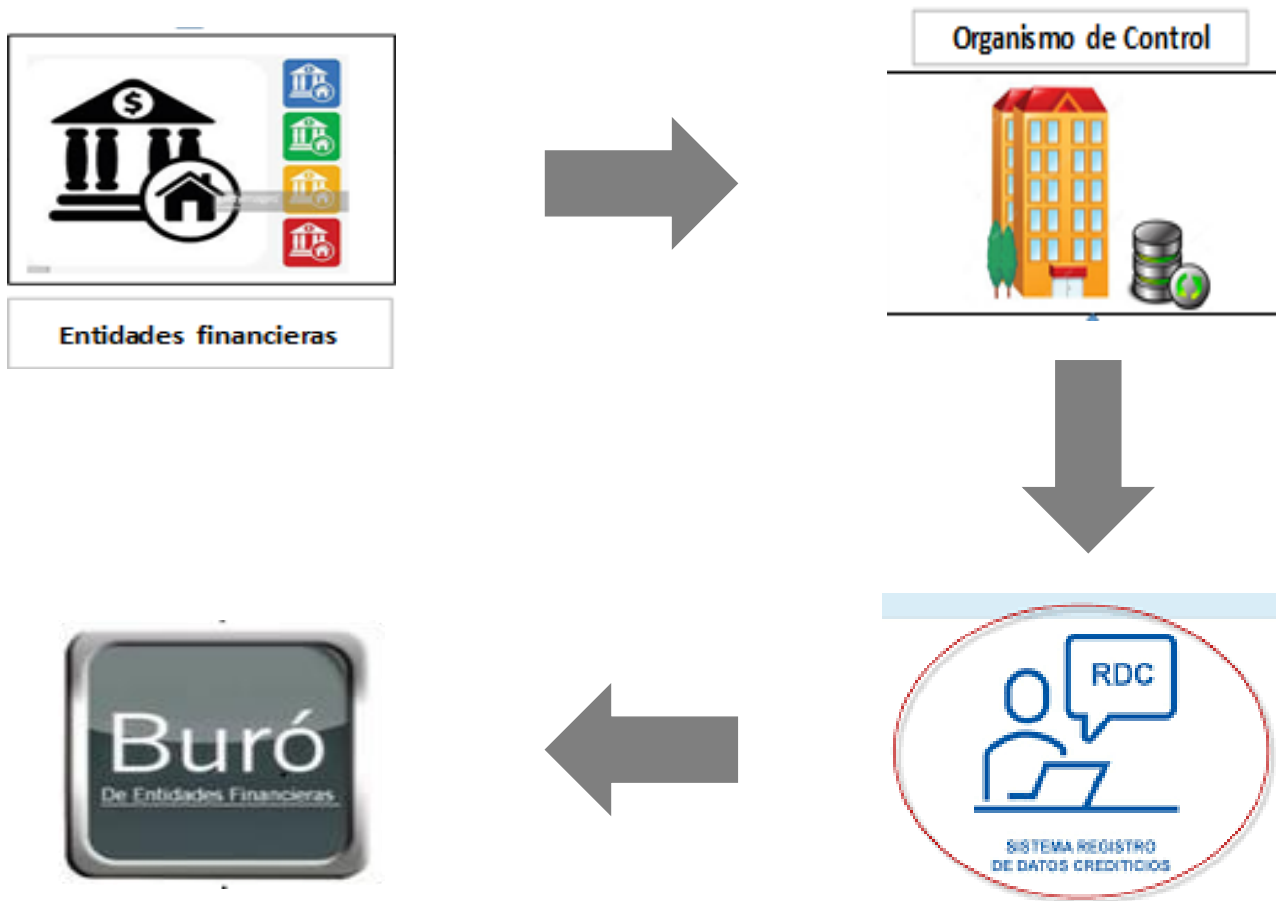 Organismo de Control
$
Entidades financieras
RDC
SISTEMA REGISTRO
DE DATOS CREDITICIOS
Buró
De Entidades Financieras